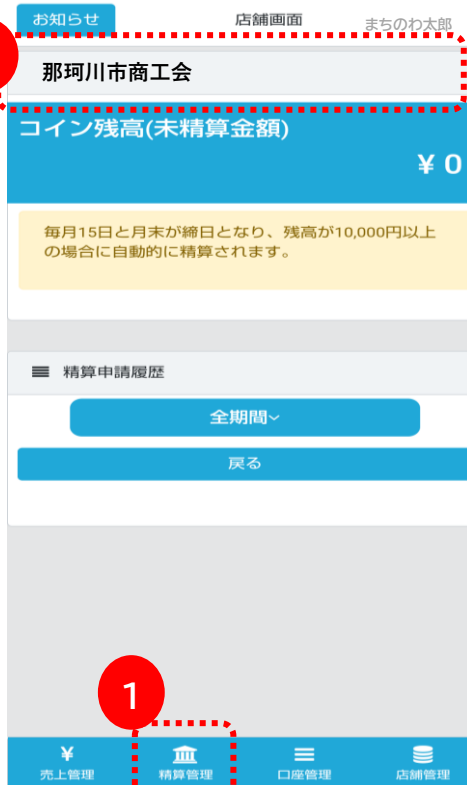 お知らせ
店舗画面
まちのわ太郎
那珂川市商工会
コイン残高(未精算金額)
¥ 0
毎月15日と月末が締日となり、残高が10,000円以上
の場合に自動的に精算されます。
精算申請履歴
全期間~
戻る
1
¥
売上管理
精算管理
口座管理
店舗管理